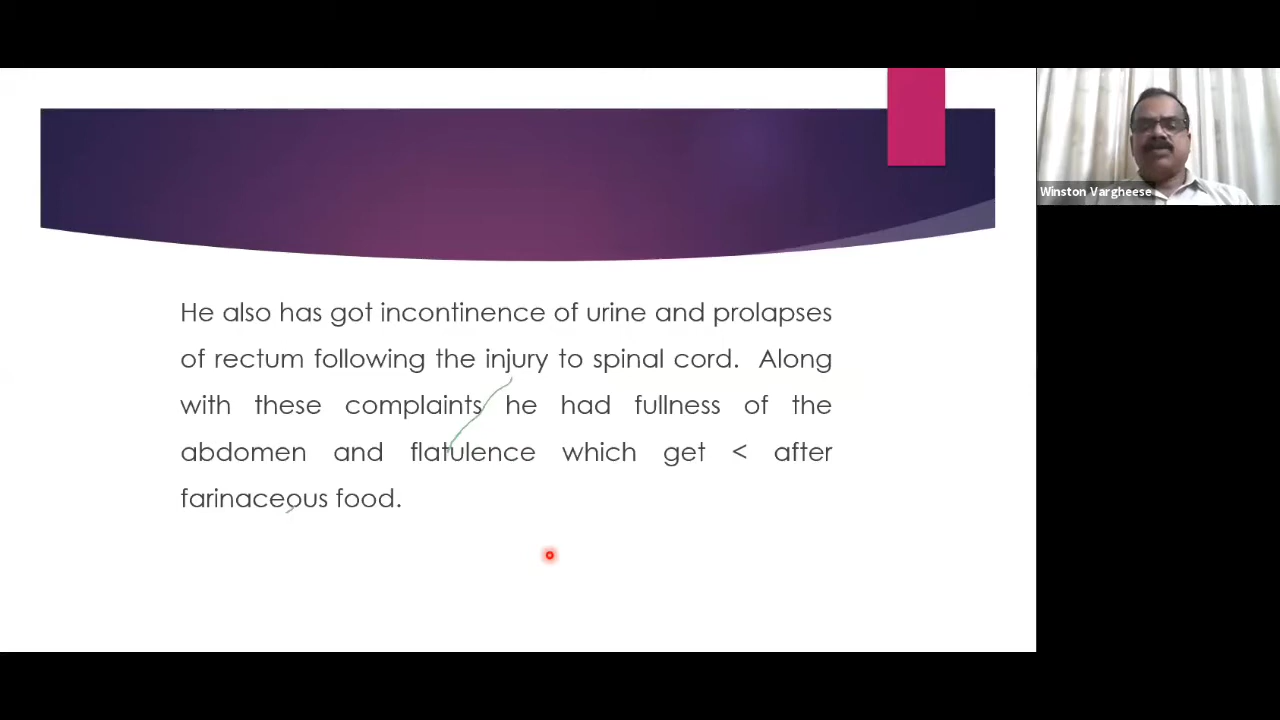 Winston Vargheese
He also has got incontinence of urine and prolapses
of rectum following the injury to spinal cord. Along
with these complaints he had fullness of the
abdomen and flatulence which get < after
farinaceous food.